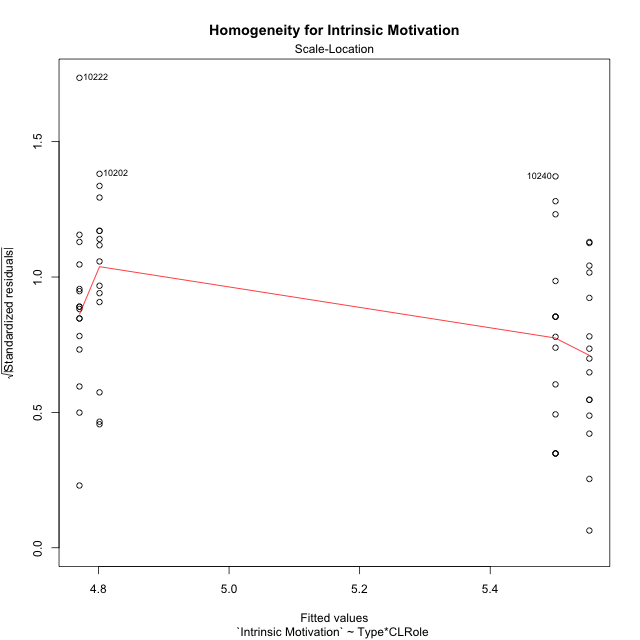 Homogeneity for Intrinsic Motivation
Scale-Location
10222
10202
10240
1.5
1.0
0.5
0.0
√|Standardized residuals|
4.8 5.0 5.2 5.4
Fitted values
`Intrinsic Motivation` ~ Type*CLRole